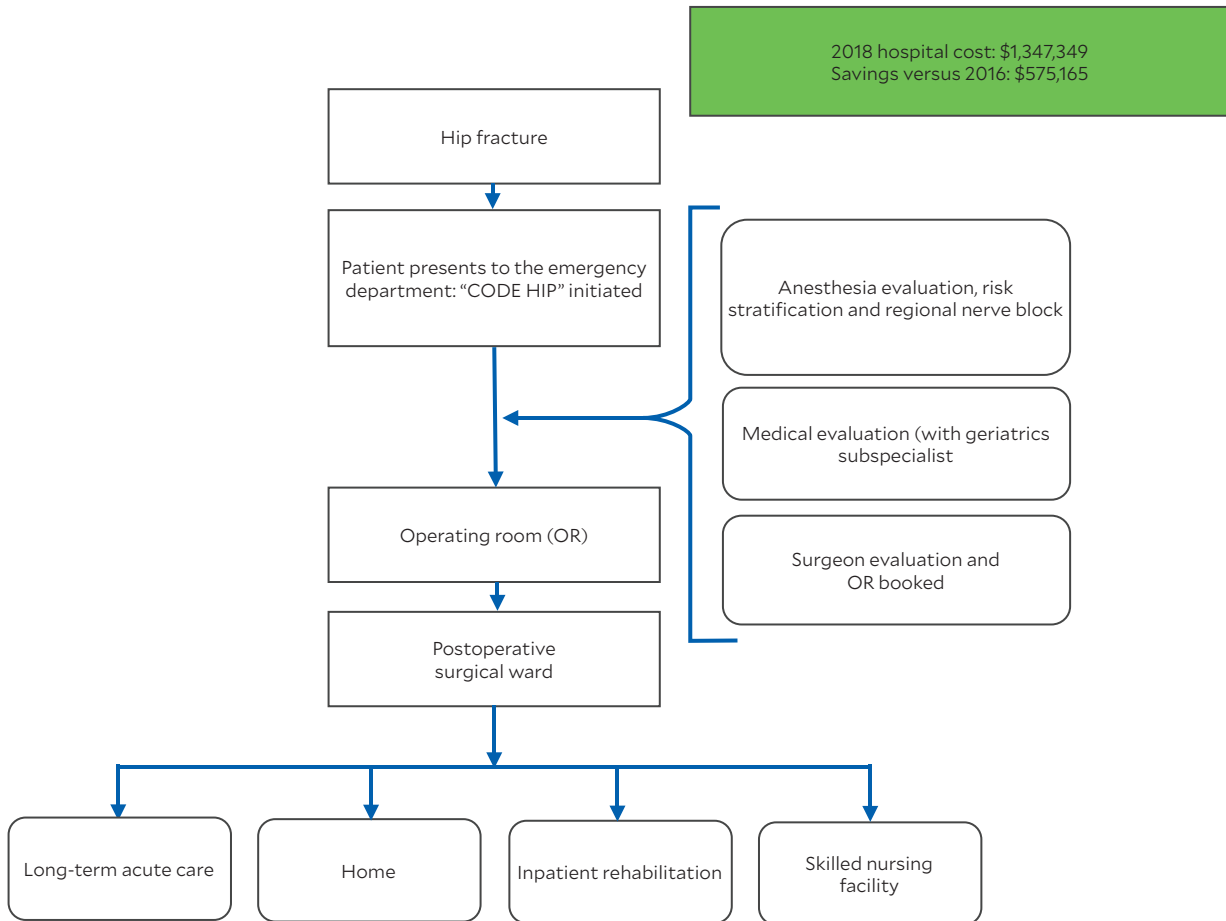 2018 hospital cost: $1,347,349
Savings versus 2016: $575,165
Hip fracture
Patient presents to the emergency
department: “CODE HIP” initiated
Anesthesia evaluation, risk
stratification and regional nerve block
Medical evaluation (with geriatrics
subspecialist
Surgeon evaluation and
OR booked
Operating room (OR)
Postoperative
surgical ward
Long-term acute care
Home
Inpatient rehabilitation
Skilled nursing
facility